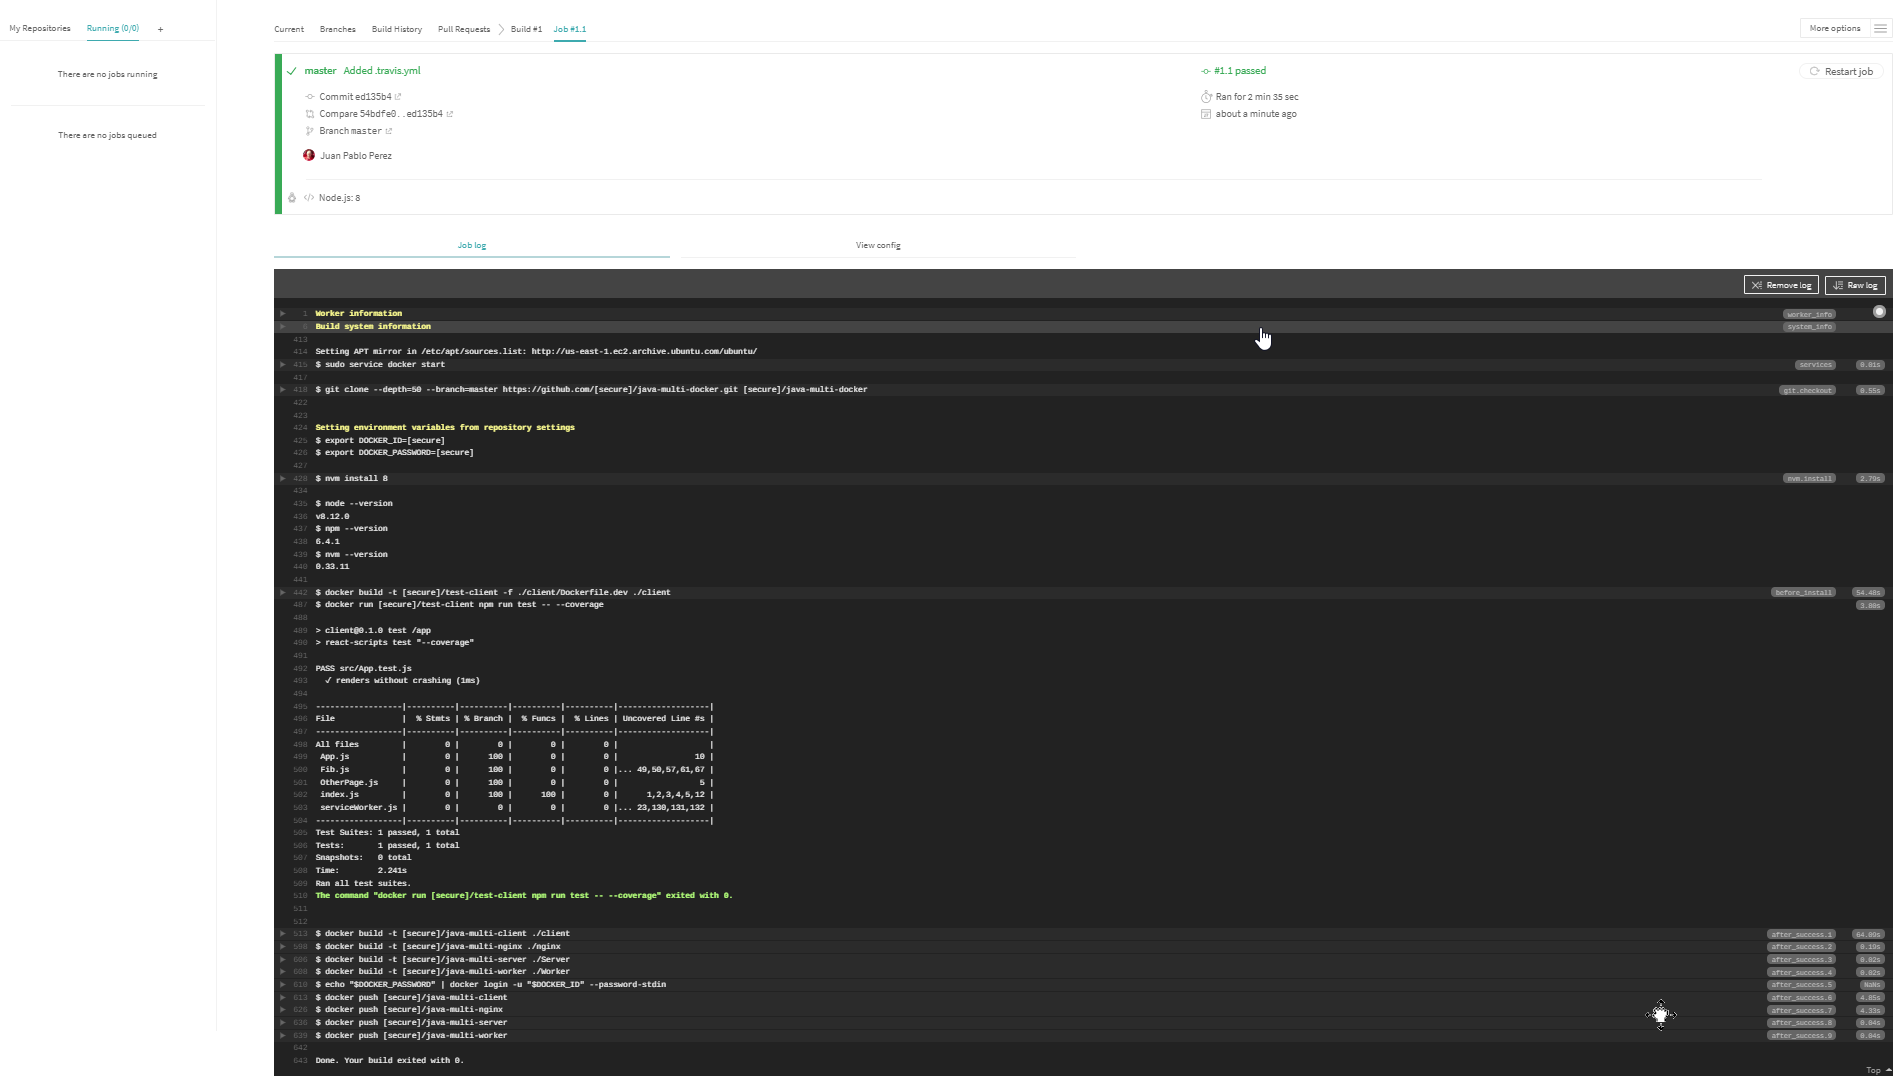 My Repositories Running (0/0) +
There are no jobs running
There are no jobs queued
Current Branches Build History Pull Requests Build #1 Job #1.1
More options
master Added .travis.yml
#1.1 passed
Restart job
Commit ed135b4
Ran for 2 min 35 sec
Compare 54bdfe0..ed135b4
about a minute ago
Branch master
Juan Pablo Perez
Node.js: 8
Job log View config
Remove log Raw log
1 Worker information worker_info
6 Build system information system_info
413
414 Setting APT mirror in /etc/apt/sources.list: http://us-east-1.ec2.archive.ubuntu.com/ubuntu/
415 $ sudo service docker start services 0.01s
417
418 $ git clone --depth=50 --branch=master https://github.com/[secure]/java-multi-docker.git [secure]/java-multi-docker git.checkout 0.55s
422
423
424 Setting environment variables from repository settings
425 $ export DOCKER_ID=[secure]
426 $ export DOCKER_PASSWORD=[secure]
427
428 $ nvm install 8 nvm.install 2.79s
434
435 $ node --version
436 v8.12.0
437 $ npm --version
438 6.4.1
439 $ nvm --version
440 0.33.11
441
442 $ docker build -t [secure]/test-client -f ./client/Dockerfile.dev ./client before_install 54.48s
487 $ docker run [secure]/test-client npm run test -- --coverage 3.80s
488
489 > client@0.1.0 test /app
490 > react-scripts test "--coverage"
491
492 PASS src/App.test.js
493 ✓ renders without crashing (1ms)
494
495 ------------------|----------|----------|----------|----------|-------------------|
496 File | % Stmts | % Branch | % Funcs | % Lines | Uncovered Line #s |
497 ------------------|----------|----------|----------|----------|-------------------|
498 All files | 0 | 0 | 0 | 0 | |
499 App.js | 0 | 100 | 0 | 0 | 10 |
500 Fib.js | 0 | 100 | 0 | 0 |... 49,50,57,61,67 |
501 OtherPage.js | 0 | 100 | 0 | 0 | 5 |
502 index.js | 0 | 100 | 100 | 0 | 1,2,3,4,5,12 |
503 serviceWorker.js | 0 | 0 | 0 | 0 |... 23,130,131,132 |
504 ------------------|----------|----------|----------|----------|-------------------|
505 Test Suites: 1 passed, 1 total
506 Tests: 1 passed, 1 total
507 Snapshots: 0 total
508 Time: 2.241s
509 Ran all test suites.
510 The command "docker run [secure]/test-client npm run test -- --coverage" exited with 0.
511
512
513 $ docker build -t [secure]/java-multi-client ./client after_success.1 64.09s
598 $ docker build -t [secure]/java-multi-nginx ./nginx after_success.2 0.19s
606 $ docker build -t [secure]/java-multi-server ./Server after_success.3 0.02s
608 $ docker build -t [secure]/java-multi-worker ./Worker after_success.4 0.02s
610 $ echo "$DOCKER_PASSWORD" | docker login -u "$DOCKER_ID" --password-stdin after_success.5 NaNs
613 $ docker push [secure]/java-multi-client after_success.6 4.85s
626 $ docker push [secure]/java-multi-nginx after_success.7 4.33s
636 $ docker push [secure]/java-multi-server after_success.8 0.04s
639 $ docker push [secure]/java-multi-worker after_success.9 0.04s
642
643 Done. Your build exited with 0.
Top